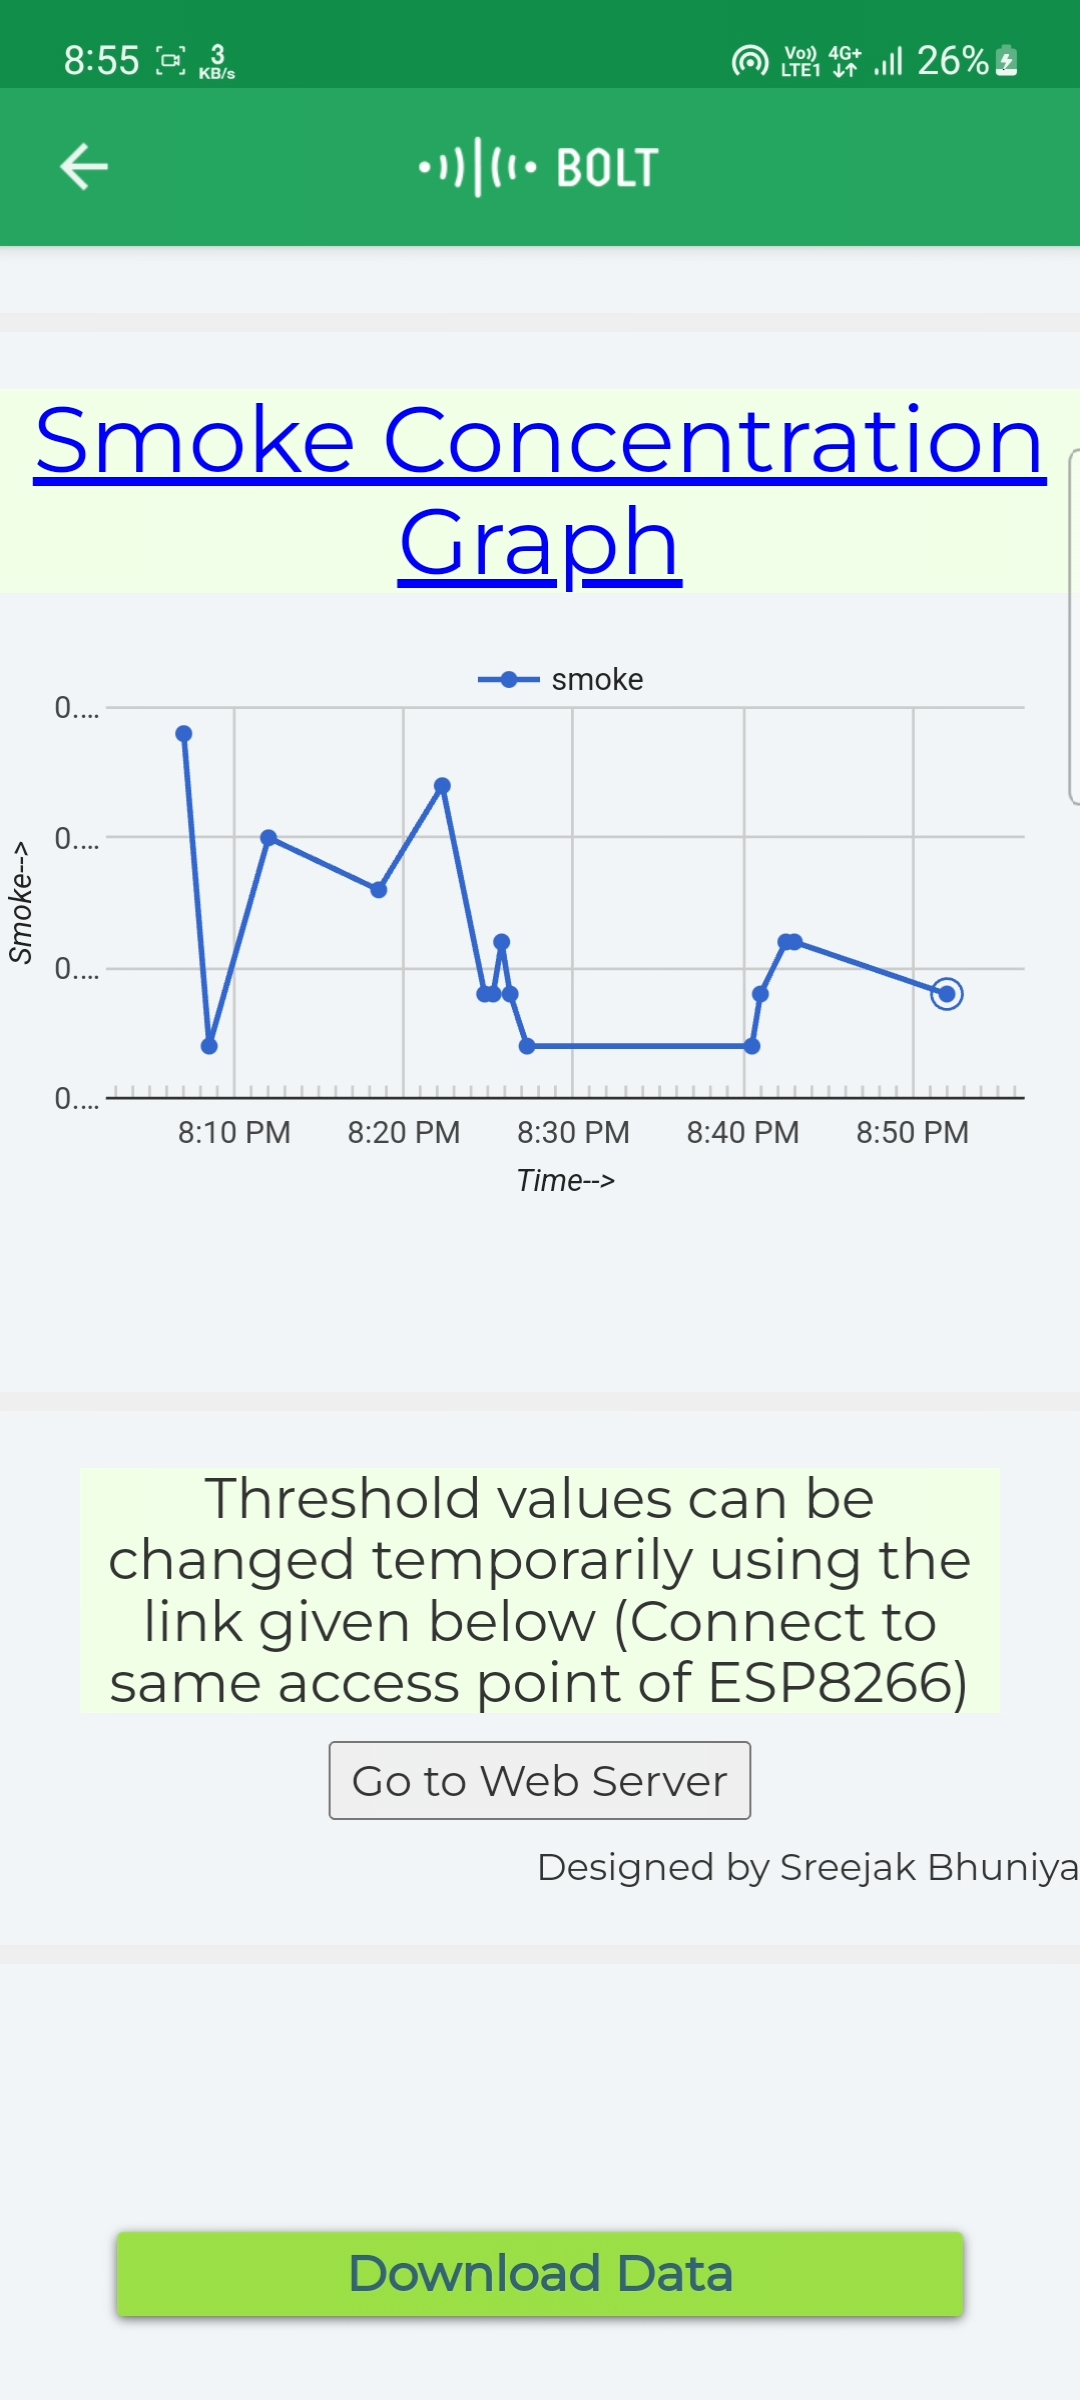 8:55 3 KB/s Vo)) LTE1 4G+ 26%
BOLT
Smoke Concentration
Graph
smoke
0....
0....
0....
0....
Smoke-->
8:10 PM 8:20 PM 8:30 PM 8:40 PM 8:50 PM
Time-->
Threshold values can be
changed temporarily using the
link given below (Connect to
same access point of ESP8266)
Go to Web Server
Designed by Sreejak Bhuniya
Download Data